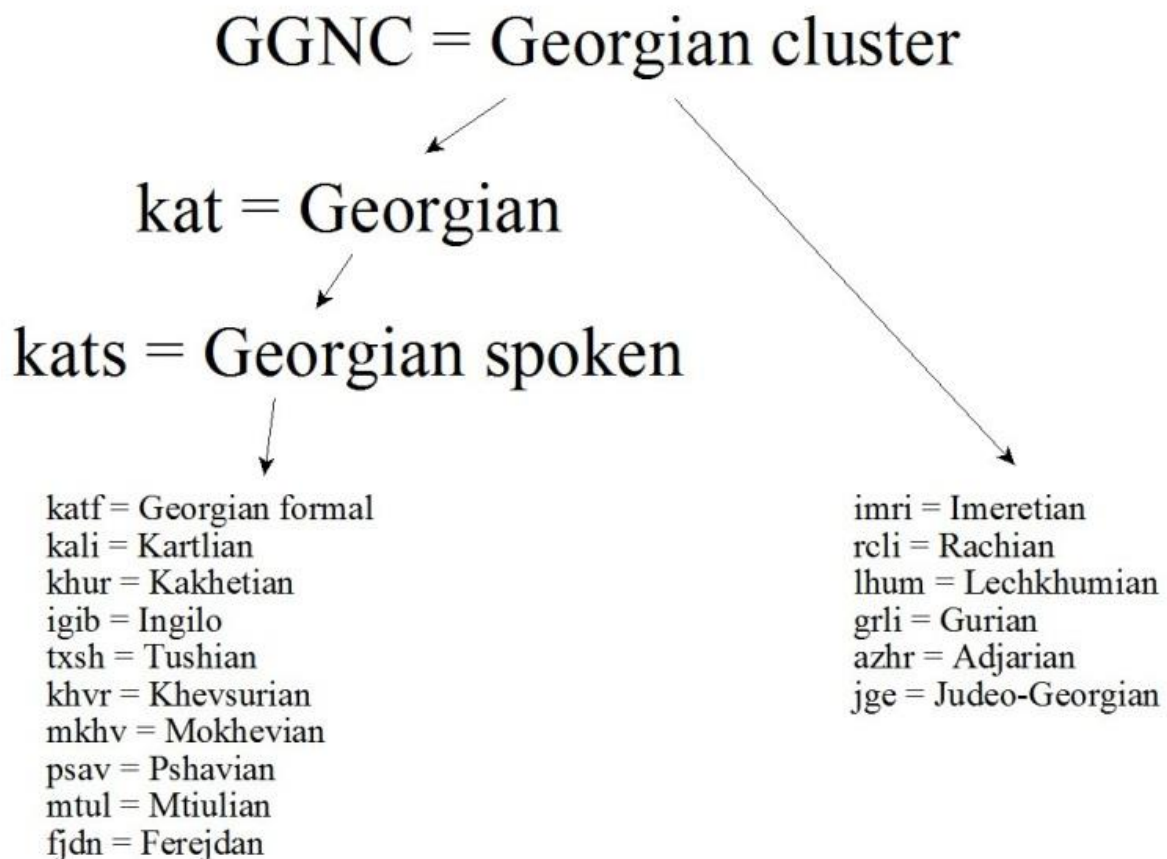 GGNC = Georgian cluster
kat = Georgian
kats = Georgian spoken
katf = Georgian formal
kali = Kartlian
khur = Kakhetian
igib = Ingilo
txsh = Tushian
khvr = Khevsurian
mkhv = Mokhevian
psav = Pshavian
mtul = Mtiulian
fjdn = Ferejdan
imri = Imeretian
rcli = Rachian
lhum = Lechkhumian
grli = Gurian
azhr = Adjarian
jge = Judeo-Georgian